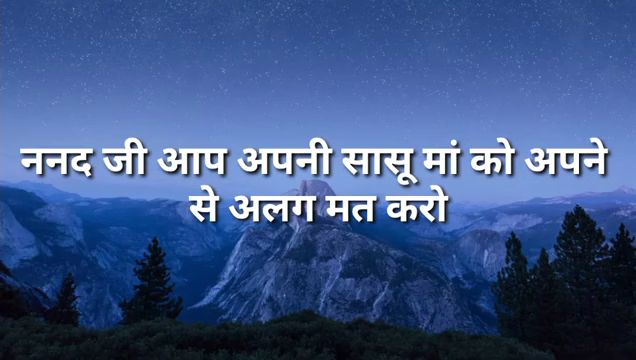 ननद जी आप अपनी सासू मां को अपने
से अलग मत करो